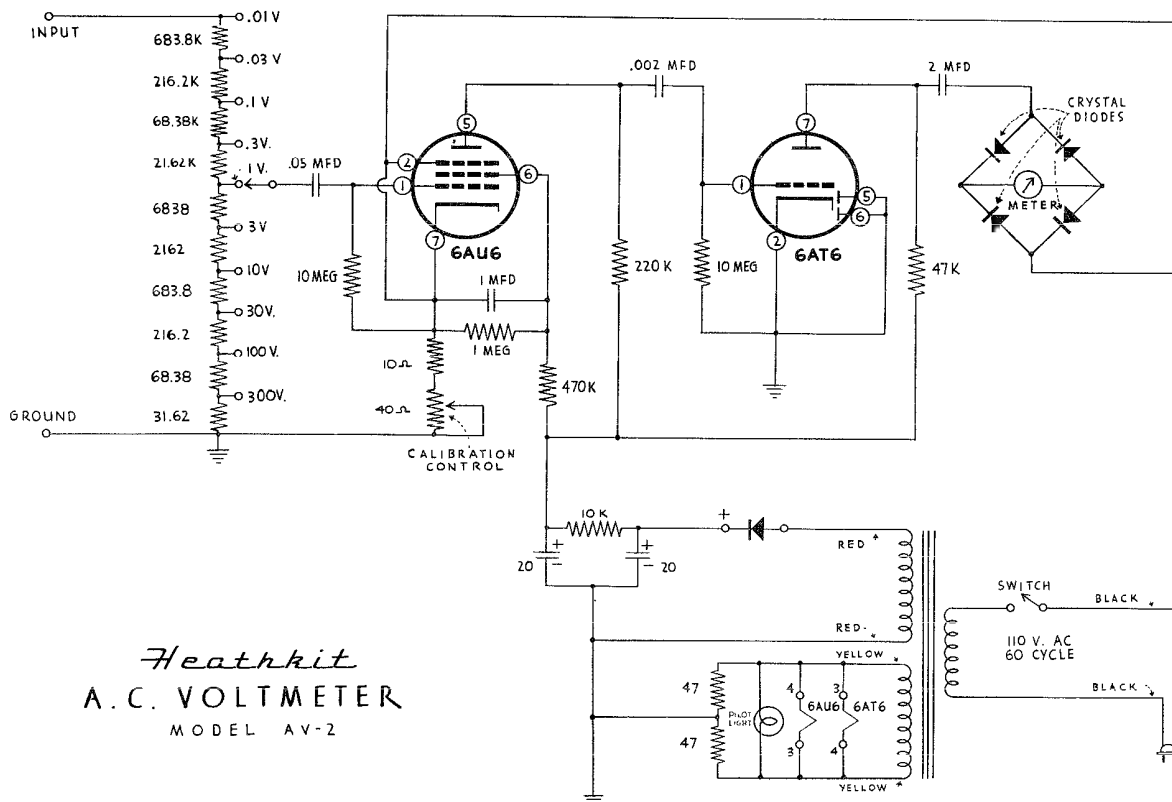 INPUT
.01 V
683.8K
.03 V
216.2K
.1 V
68.38K
.3V.
21.62K
1 V.
6838
3 V
2162
10V
683.8
30V.
216.2
100V.
68.38
300V.
31.62
GROUND
.05 MFD
5
2
1
6
7
6AU6
10 MEG
1 MFD
1 MEG
10Ω
40Ω
CALIBRATION
CONTROL
470K
220 K
.002 MFD
7
1
5
6
2
6AT6
10 MEG
47K
2 MFD
CRYSTAL
DIODES
METER
10K
+
-
20
+
-
20
+
RED
RED-
YELLOW
YELLOW
47
47
PILOT
LIGHT
4
6AU6
3
3
6AT6
4
SWITCH
BLACK
110 V. AC
60 CYCLE
BLACK
Heathkit
A.C. VOLTMETER
MODEL AV-2